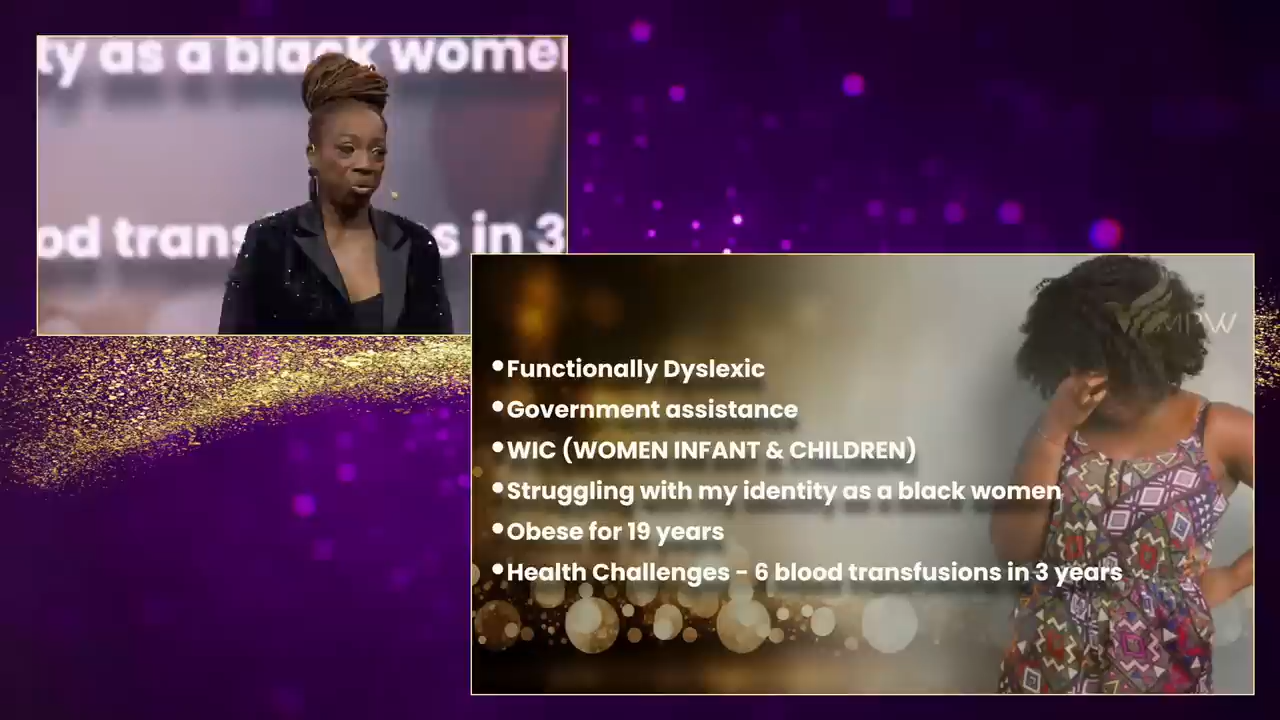 ty as a black women
od trans s in 3
MPW
• Functionally Dyslexic
• Government assistance
• WIC (WOMEN INFANT & CHILDREN)
• Struggling with my identity as a black women
• Obese for 19 years
• Health Challenges - 6 blood transfusions in 3 years